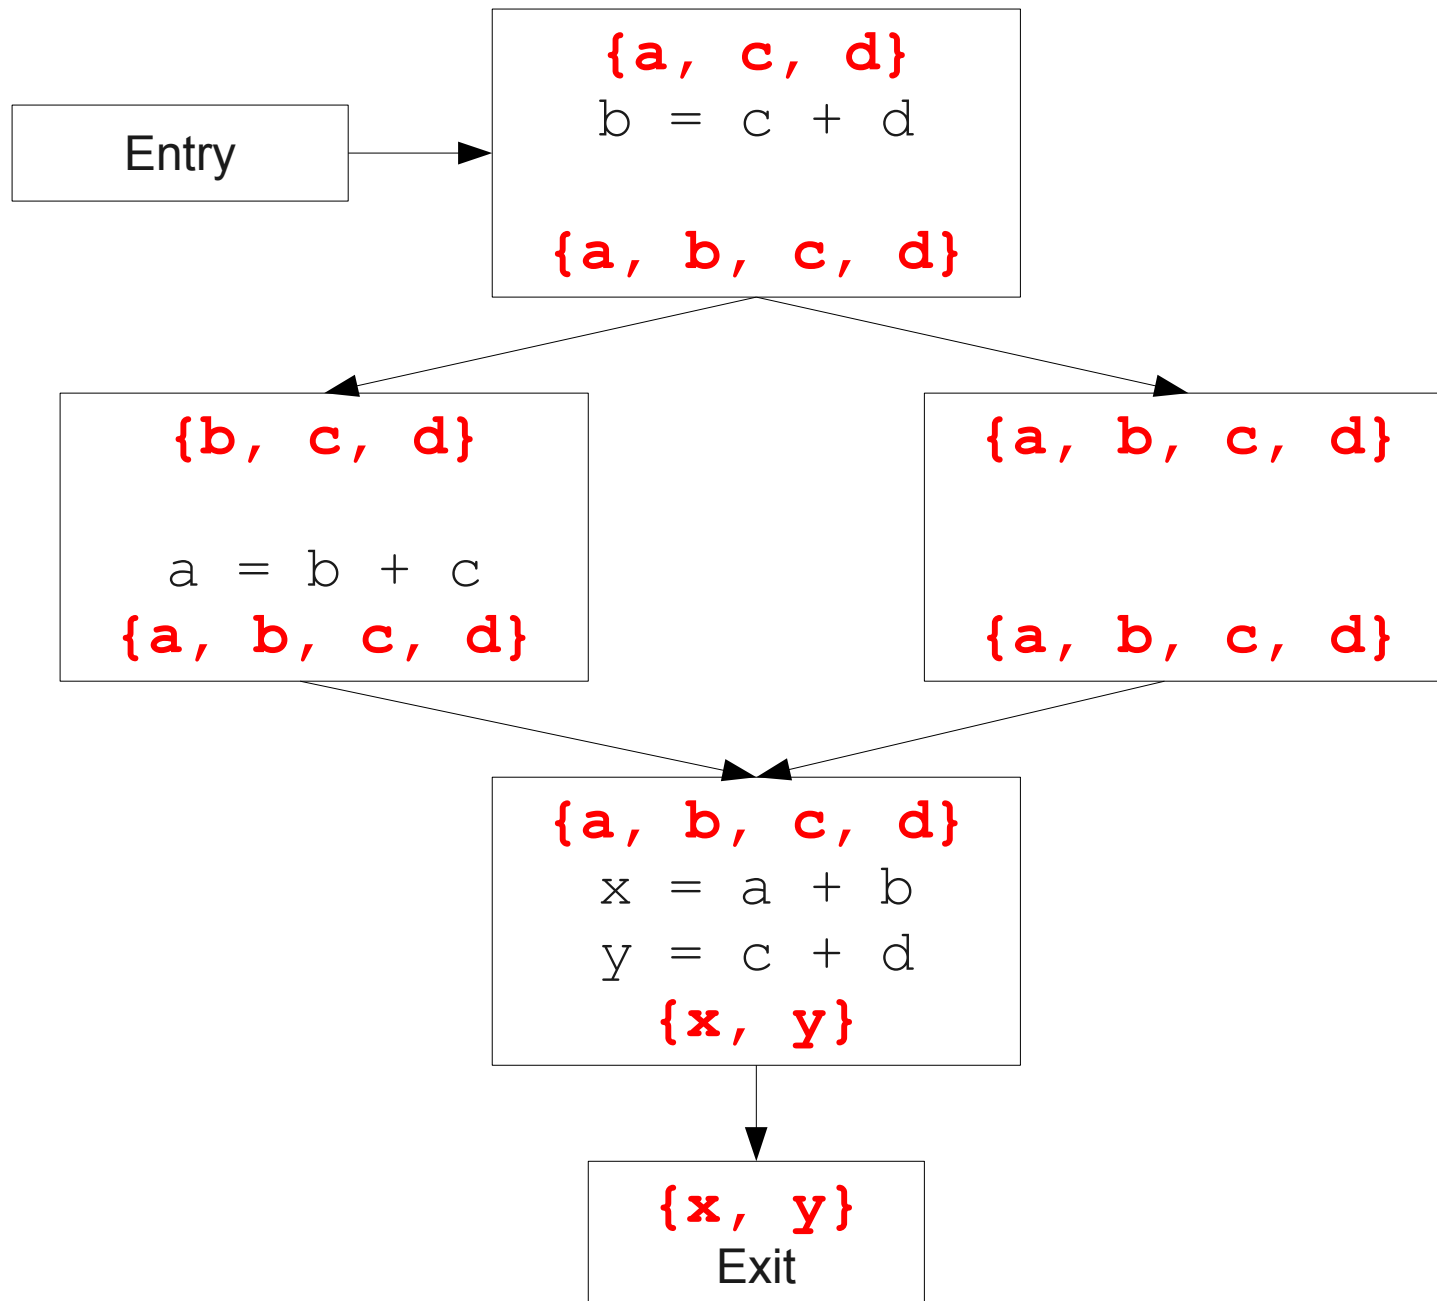 {a, c, d}
b = c + d
Entry
{a, b, c, d}
{b, c, d}
a = b + c
{a, b, c, d}
{a, b, c, d}
{a, b, c, d}
{a, b, c, d}
x = a + b
y = c + d
{x, y}
{x, y}
Exit